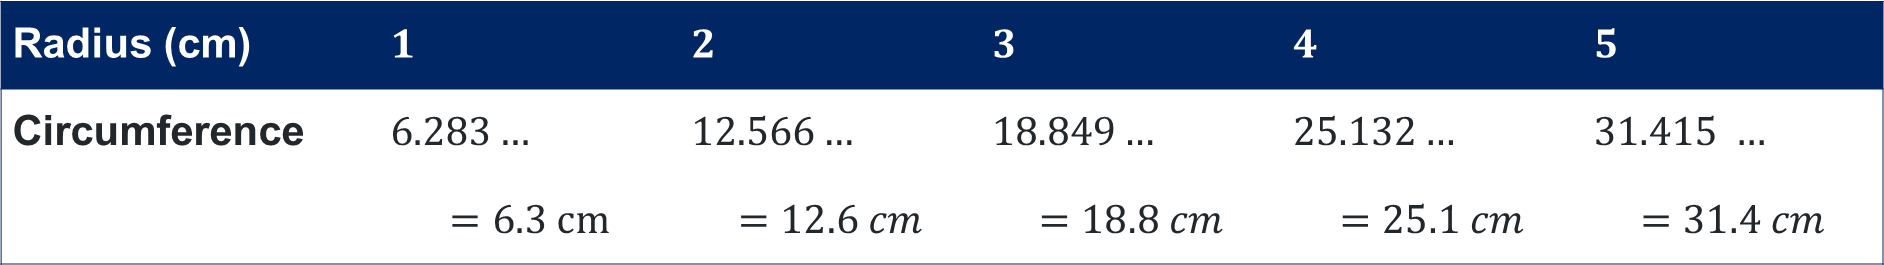 Radius (cm) 1 2 3 4 5
Circumference 6.283 … 12.566 … 18.849 … 25.132 … 31.415 …
= 6.3 cm = 12.6 cm = 18.8 cm = 25.1 cm = 31.4 cm